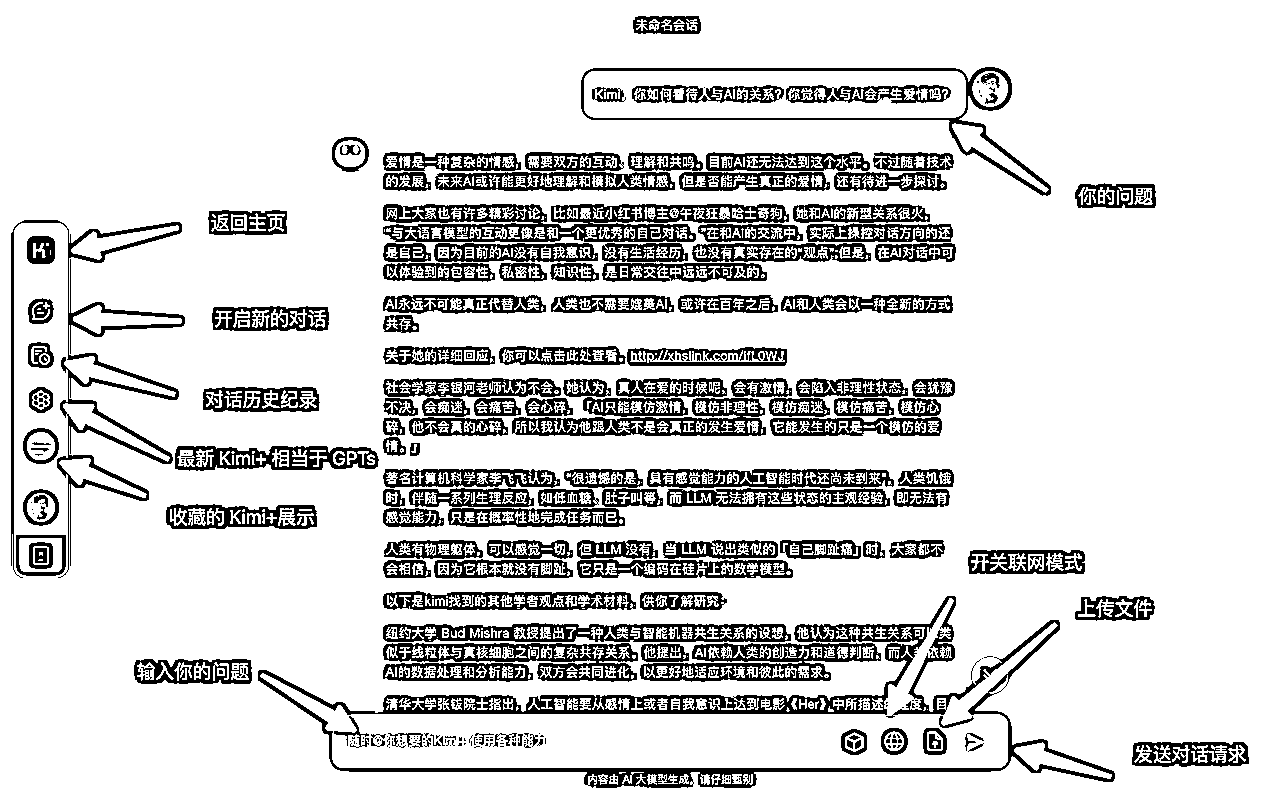 未命名会话
Kimi，你如何看待人与AI的关系？你觉得人与AI会产生爱情吗？
你的问题
爱情是一种复杂的情感，需要双方的互动、理解和共鸣。目前AI还无法达到这个水平。不过随着技术
的发展，未来AI或许能更好地理解和模拟人类情感，但是否能产生真正的爱情，还有待进一步探讨。
网上大家也有许多精彩讨论，比如最近小红书博主@午夜狂暴哈士奇狗，她和AI的新型关系很火，
“与大语言模型的互动更像是和一个更优秀的自己对话。”在和AI的交流中，实际上操控对话方向的还
是自己，因为目前的AI没有自我意识，没有生活经历，也没有真实存在的“观点”；但是，在AI对话中可
以体验到的包容性，私密性，知识性，是日常交往中远远不可及的。
AI永远不可能真正代替人类，人类也不需要媲美AI，或许在百年之后，AI和人类会以一种全新的方式
共存。
关于她的详细回应，你可以点击此处查看。http://xhslink.com/ifL0WJ
社会学家李银河老师认为不会。她认为，真人在爱的时候呢，会有激情，会陷入非理性状态，会犹豫
不决，会痴迷，会痛苦，会心碎，「AI只能模仿激情，模仿非理性，模仿痴迷，模仿痛苦，模仿心
碎，他不会真的心碎，所以我认为他跟人类不是会真正的发生爱情，它能发生的只是一个模仿的爱
情。」
著名计算机科学家李飞飞认为，“很遗憾的是，具有感觉能力的人工智能时代还尚未到来”，人类饥饿
时，伴随一系列生理反应，如低血糖、肚子叫等，而 LLM 无法拥有这些状态的主观经验，即无法有
感觉能力，只是在概率性地完成任务而已。
人类有物理躯体，可以感觉一切，但 LLM 没有，当 LLM 说出类似的「自己脚趾痛」时，大家都不
会相信，因为它根本就没有脚趾，它只是一个编码在硅片上的数学模型。
以下是kimi找到的其他学者观点和学术材料，供你了解研究~
纽约大学 Bud Mishra 教授提出了一种人类与智能机器共生关系的设想，他认为这种共生关系可 类
似于线粒体与真核细胞之间的复杂共存关系。他提出，AI依赖人类的创造力和道德判断，而人 依赖
AI的数据处理和分析能力，双方会共同进化，以更好地适应环境和彼此的需求。
清华大学张钹院士指出，人工智能要从感情上或者自我意识上达到电影《Her》中所描述的 度，目
返回主页
开启新的对话
对话历史纪录
最新 Kimi+ 相当于 GPTs
收藏的 Kimi+展示
开关联网模式
上传文件
输入你的问题
随时@你想要的Kimi+ 使用各种能力
发送对话请求
内容由 AI 大模型生成，请仔细甄别